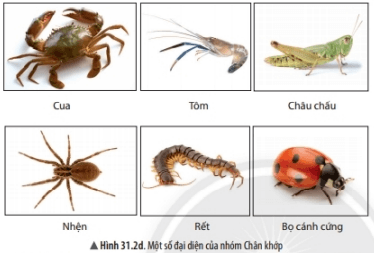 Cua
Tôm
Châu chấu
Nhện
Rết
Bọ cánh cứng
▲ Hình 31.2d. Một số đại diện của nhóm Chân khớp